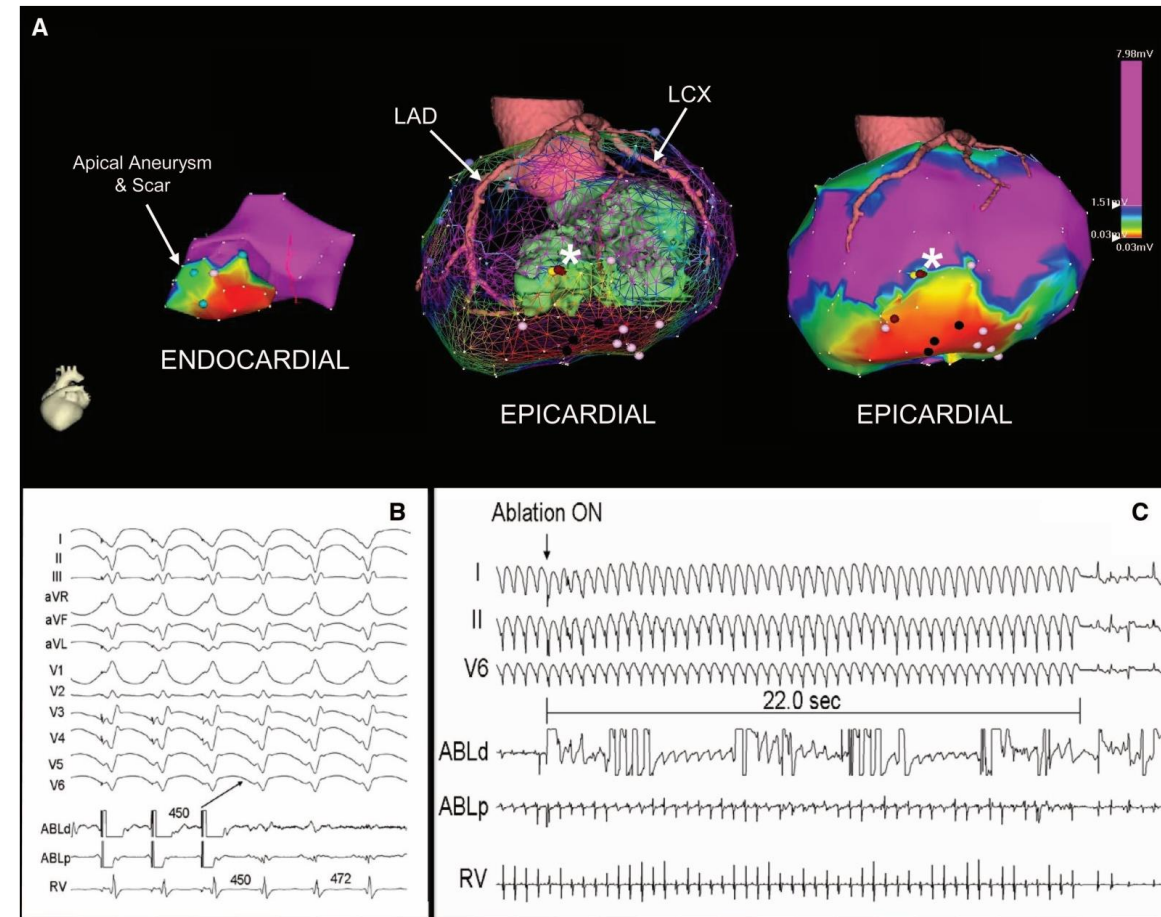 A
7.98mV
LCX
LAD
Apical Aneurysm
& Scar
1.51mV
0.03mV
0.03mV
*
*
ENDOCARDIAL
EPICARDIAL
EPICARDIAL
B
I
II
III
aVR
aVF
aVL
V1
V2
V3
V4
V5
V6
450
ABLd
ABLp
RV
450
472
C
Ablation ON
I
II
V6
22.0 sec
ABLd
ABLp
RV